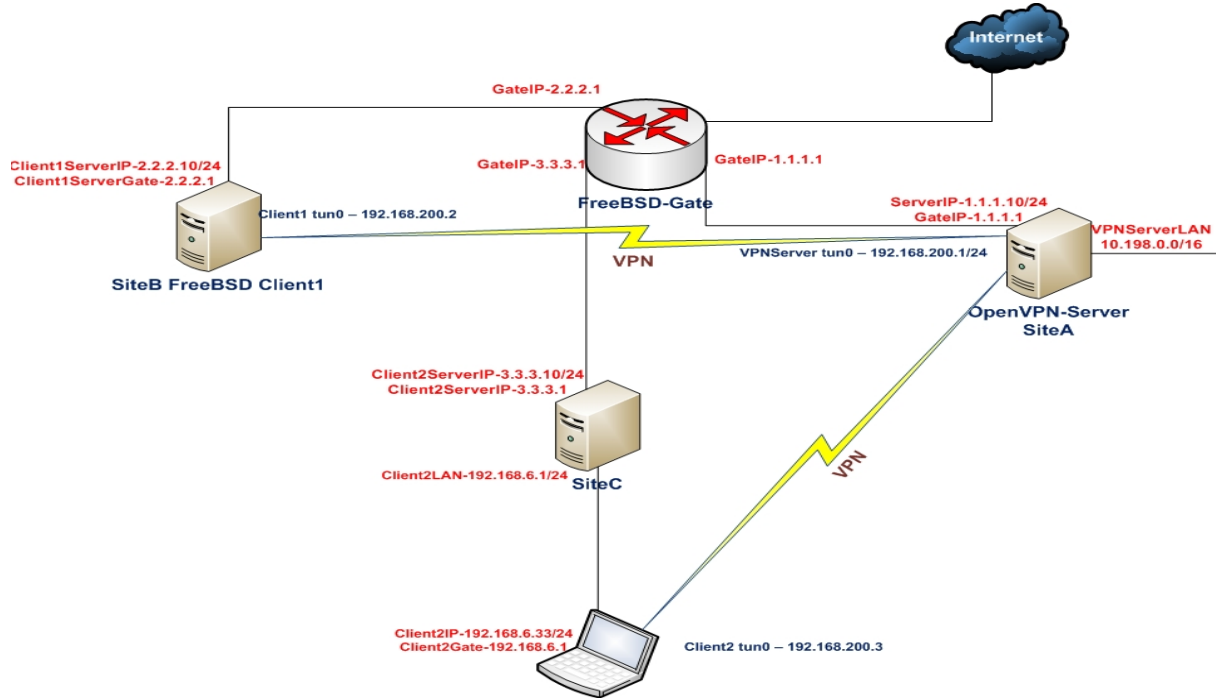 Internet
GateIP-2.2.2.1
GateIP-3.3.3.1
GateIP-1.1.1.1
FreeBSD-Gate
Client1ServerIP-2.2.2.10/24
Client1ServerGate-2.2.2.1
Client1 tun0 – 192.168.200.2
SiteB FreeBSD Client1
VPN
ServerIP-1.1.1.10/24
GateIP-1.1.1.1
VPNServer tun0 – 192.168.200.1/24
VPNServerLAN
10.198.0.0/16
OpenVPN-Server
SiteA
Client2ServerIP-3.3.3.10/24
Client2ServerIP-3.3.3.1
Client2LAN-192.168.6.1/24
SiteC
VPN
Client2IP-192.168.6.33/24
Client2Gate-192.168.6.1
Client2 tun0 – 192.168.200.3